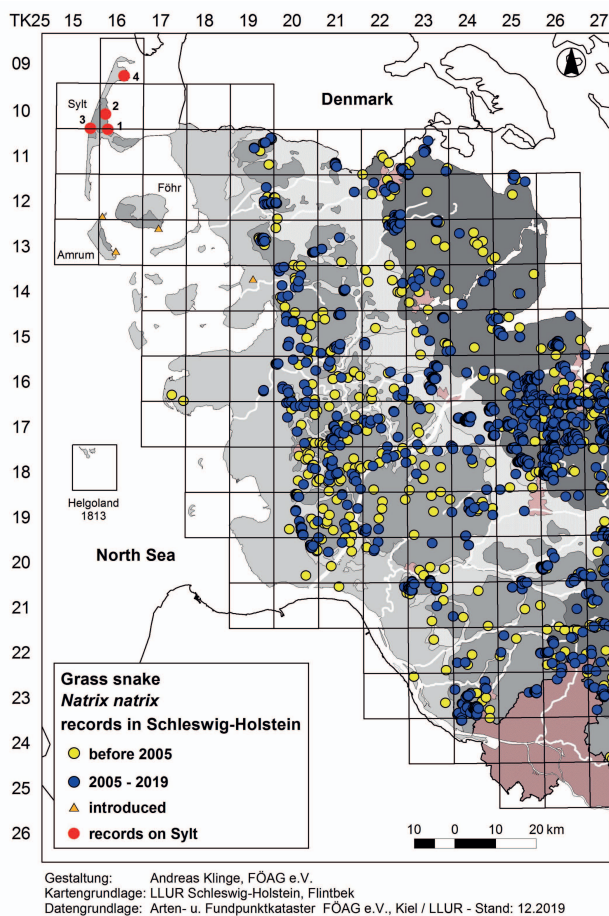 TK25 15 16 17 18 19 20 21 22 23 24 25 26 27
09
10
11
12
13
14
15
16
17
18
19
20
21
22
23
24
25
26
4
Sylt
2
3
1
Denmark
Föhr
Amrum
Helgoland
1813
North Sea
Grass snake
Natrix natrix
records in Schleswig-Holstein
before 2005
2005 - 2019
introduced
records on Sylt
10 0 10 20 km
Gestaltung: Andreas Klinge, FÖAG e.V.
Kartengrundlage: LLUR Schleswig-Holstein, Flintbek
Datengrundlage: Arten- u. Fundpunktkataster FÖAG e.V., Kiel / LLUR - Stand: 12.2019